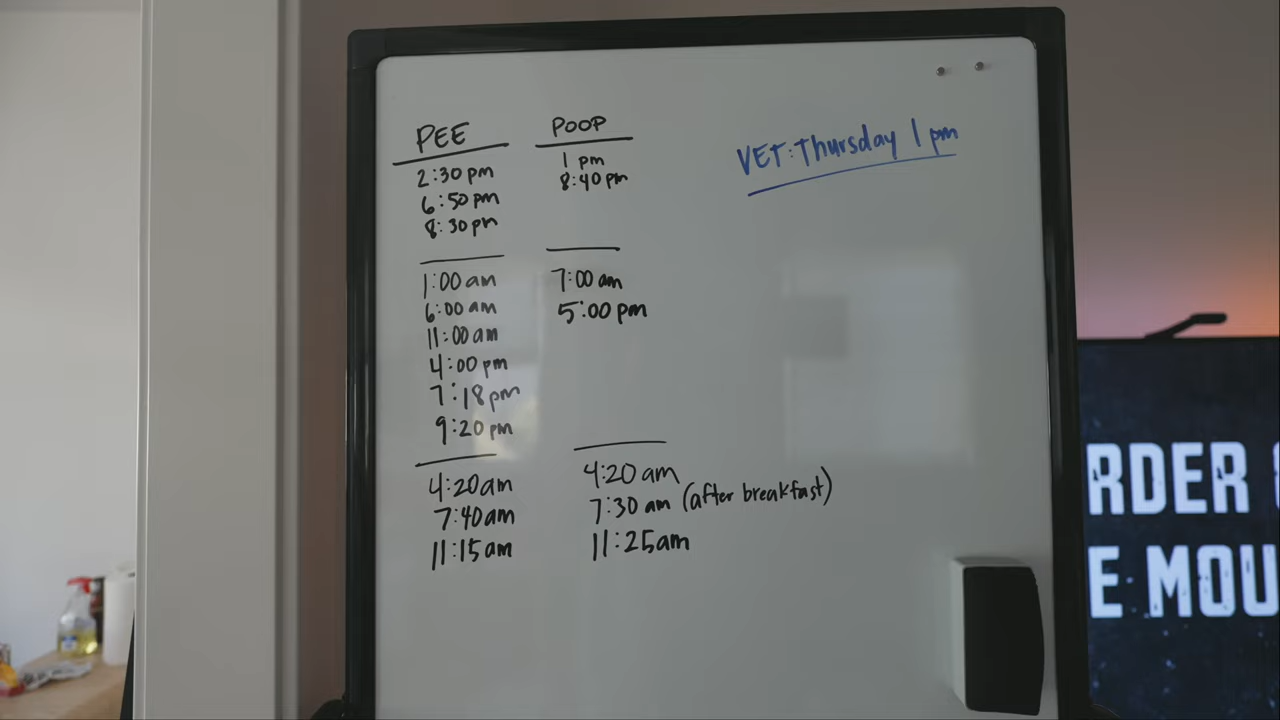 PEE
2:30 pm
6:50 pm
8:30 pm
1:00 am
6:00 am
11:00 am
4:00 pm
7:18 pm
9:20 pm
4:20 am
7:40 am
11:15 am
POOP
1 pm
8:40 pm
7:00 am
5:00 pm
4:20 am
7:30 am (after breakfast)
11:25 am
VET: Thursday 1 pm
RDER
E MOU